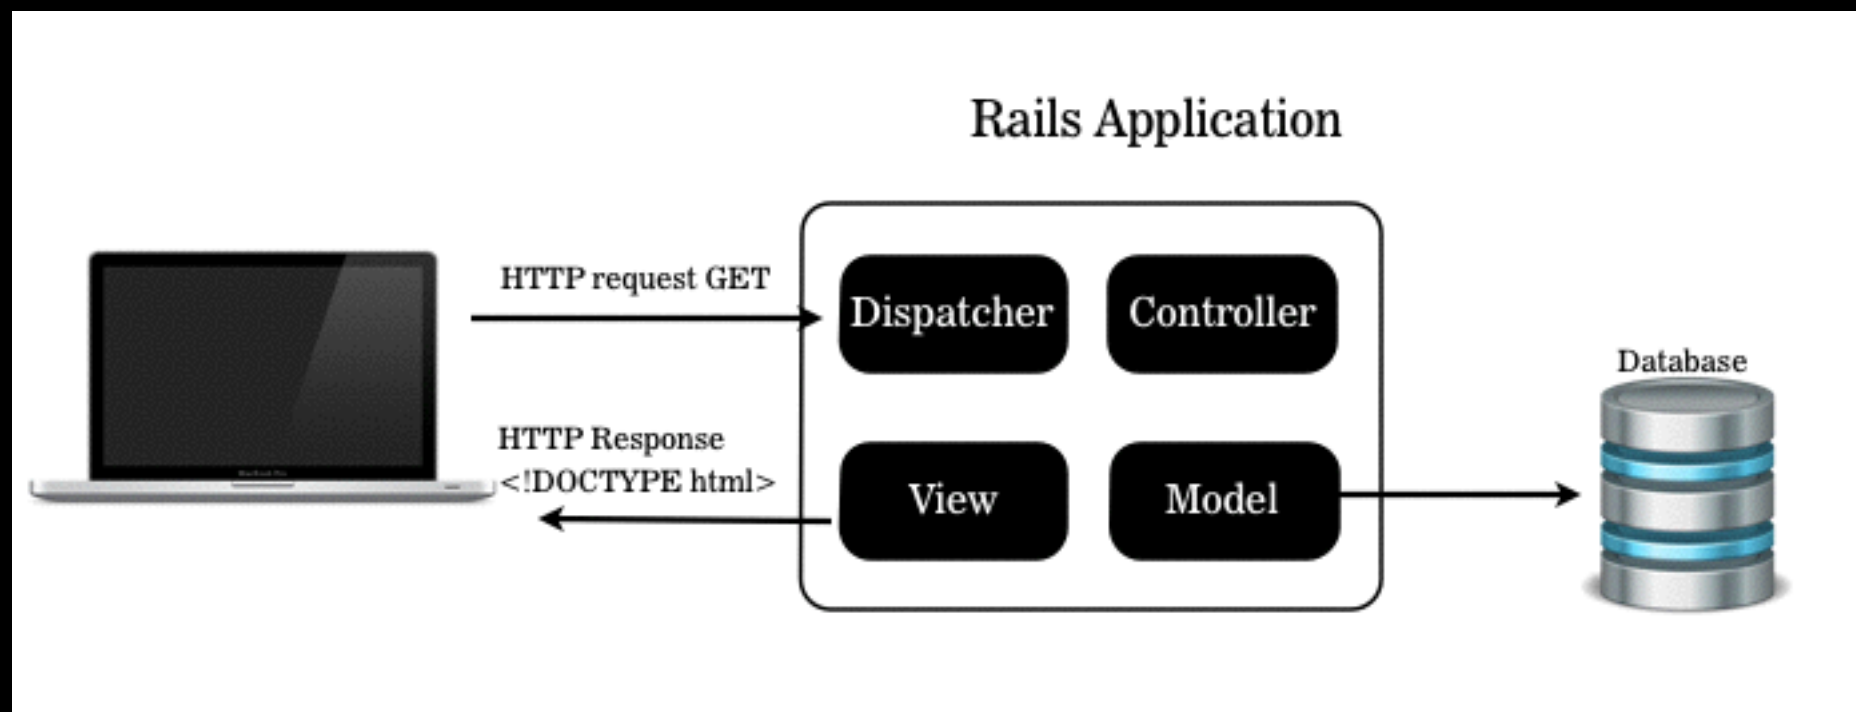 Rails Application
HTTP request GET
Dispatcher
Controller
Database
HTTP Response
<!DOCTYPE html>
View
Model